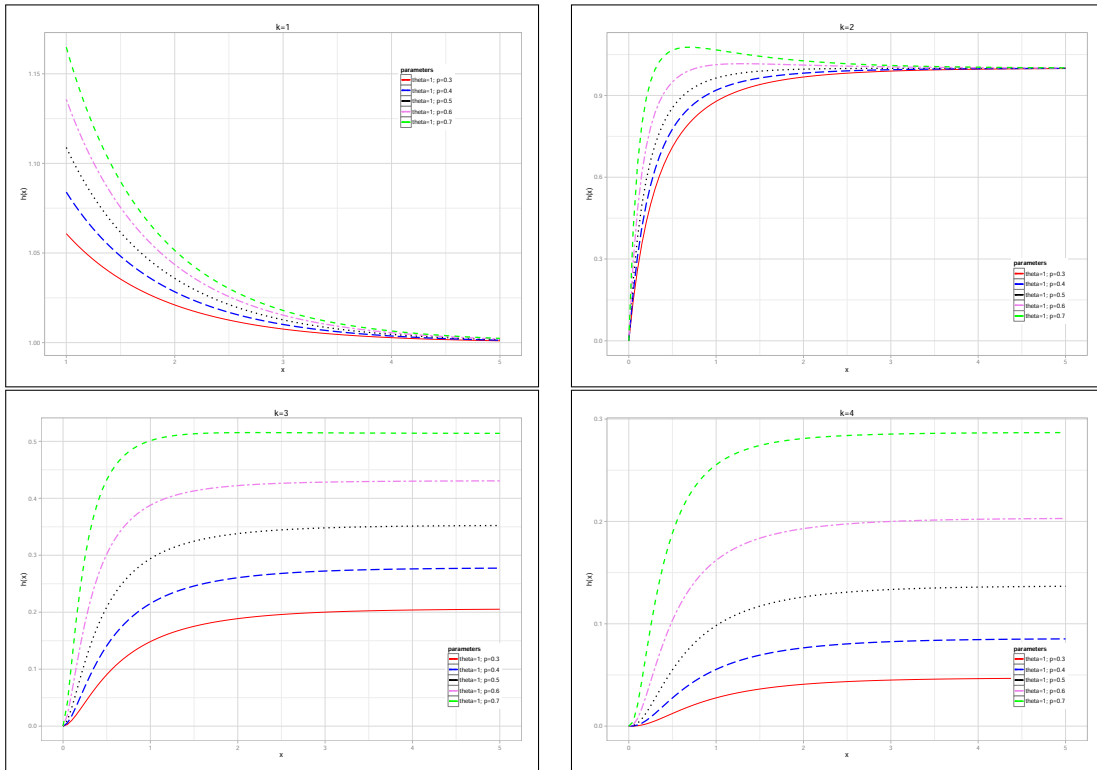 k=1
h(x)
1.15
1.10
1.05
1.00
parameters
theta=1; p=0.3
theta=1; p=0.4
theta=1; p=0.5
theta=1; p=0.6
theta=1; p=0.7
1 2 3 4 5
x
k=2
h(x)
0.9
0.6
0.3
0.0
parameters
theta=1; p=0.3
theta=1; p=0.4
theta=1; p=0.5
theta=1; p=0.6
theta=1; p=0.7
0 1 2 3 4 5
x
k=3
h(x)
0.5
0.4
0.3
0.2
0.1
0.0
parameters
theta=1; p=0.3
theta=1; p=0.4
theta=1; p=0.5
theta=1; p=0.6
theta=1; p=0.7
0 1 2 3 4 5
x
k=4
h(x)
0.3
0.2
0.1
0.0
parameters
theta=1; p=0.3
theta=1; p=0.4
theta=1; p=0.5
theta=1; p=0.6
theta=1; p=0.7
0 1 2 3 4 5
x